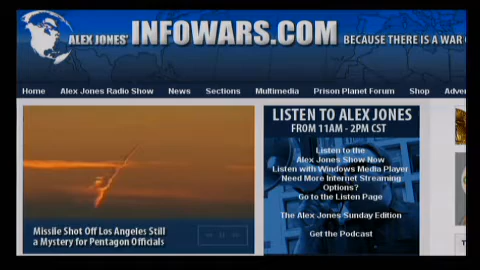 ALEX JONES' INFOWARS.COM BECAUSE THERE IS A WAR
Home Alex Jones Radio Show News Sections Multimedia Prison Planet Forum Shop
LISTEN TO ALEX JONES
FROM 11AM - 2PM CST
Listen to the
Alex Jones Show Now
Listen with Windows Media Player
Need More Internet Streaming
Options?
Go to the Listen Page
The Alex Jones Sunday Edition
Get the Podcast
Missile Shot Off Los Angeles Still
a Mystery for Pentagon Officials